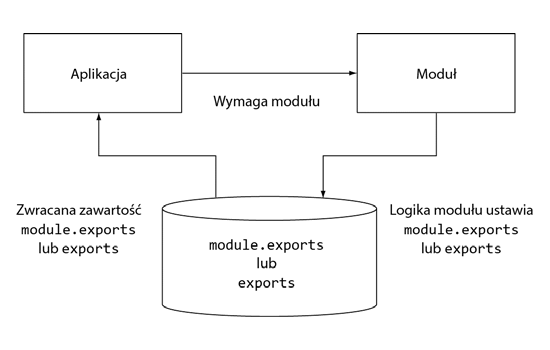 Aplikacja
Moduł
Wymaga modułu
Zwracana zawartość
module.exports
lub exports
module.exports
lub
exports
Logika modułu ustawia
module.exports
lub exports